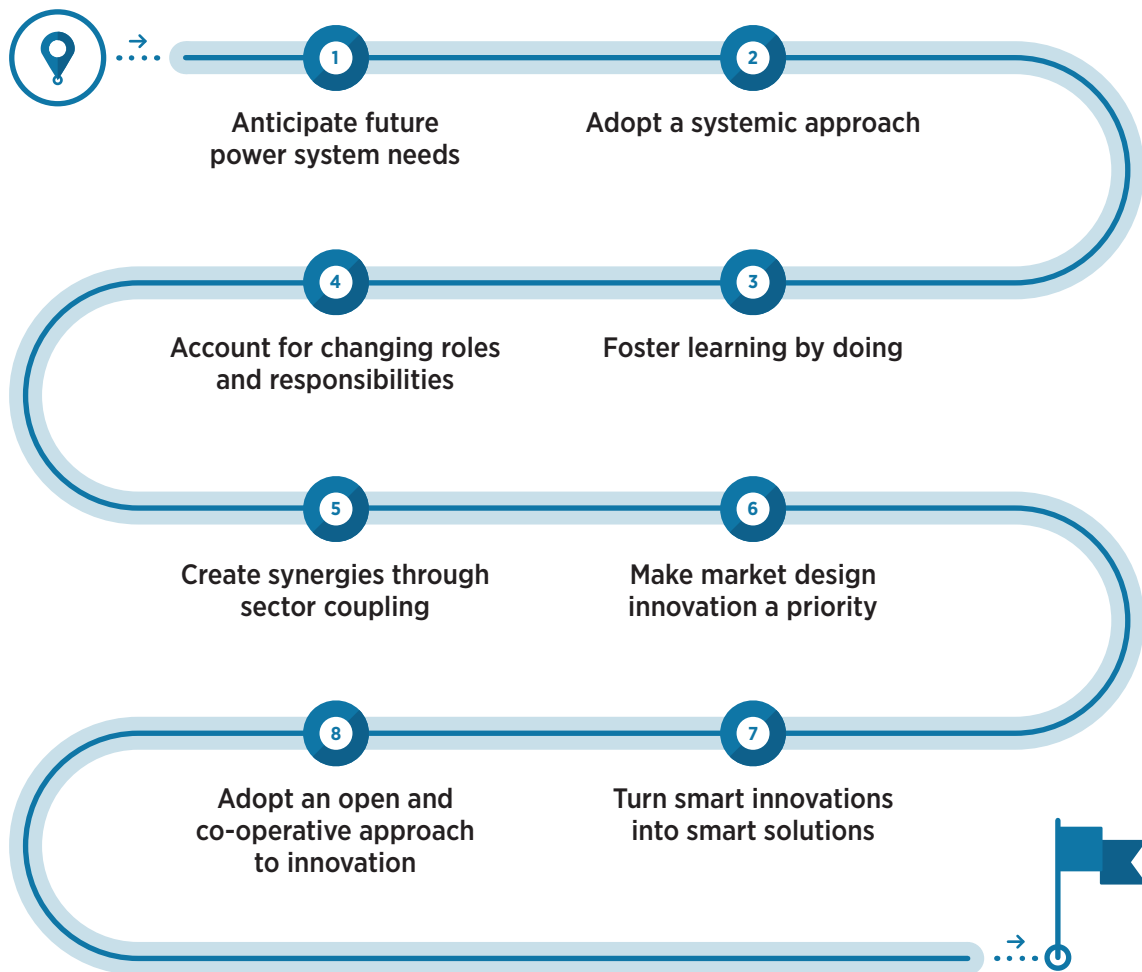 1
Anticipate future
power system needs
2
Adopt a systemic approach
3
Foster learning by doing
4
Account for changing roles
and responsibilities
5
Create synergies through
sector coupling
6
Make market design
innovation a priority
7
Turn smart innovations
into smart solutions
8
Adopt an open and
co-operative approach
to innovation